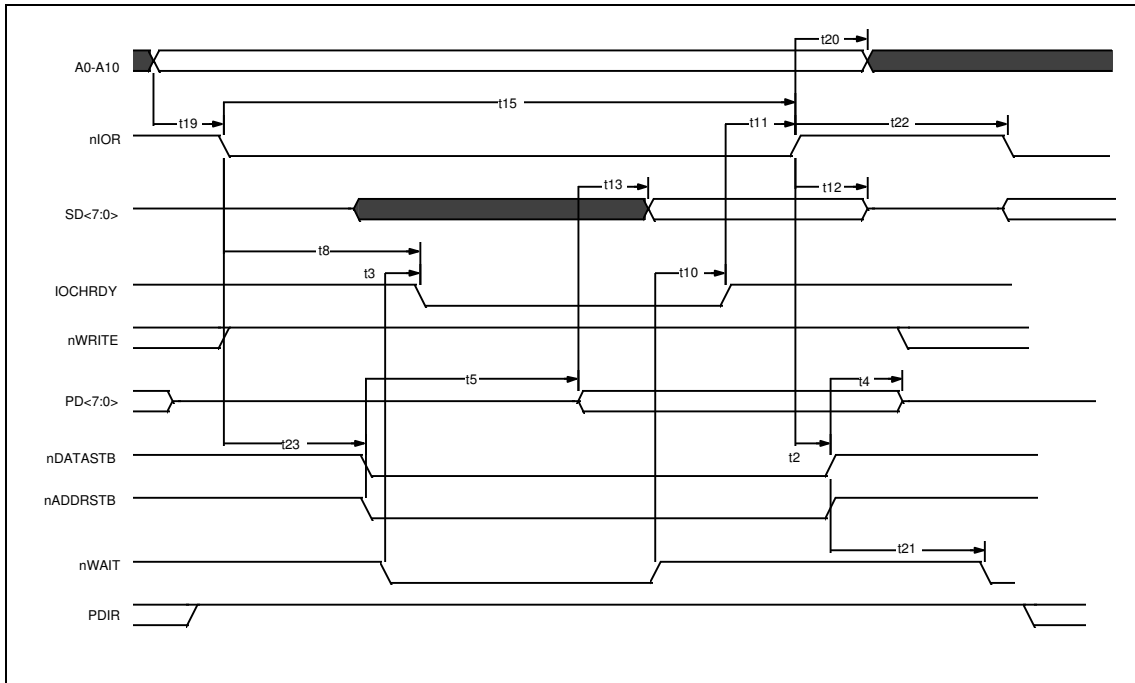 t20
A0-A10
t15
t19
t11
t22
nIOR
t13
t12
SD<7:0>
t8
t3
t10
IOCHRDY
nWRITE
t5
t4
PD<7:0>
t23
t2
nDATASTB
nADDRSTB
t21
nWAIT
PDIR